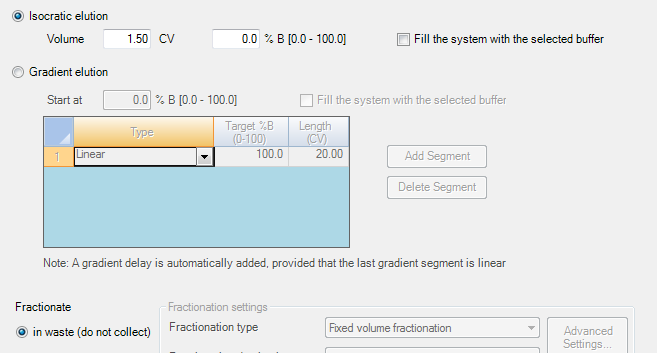 Isocratic elution
Volume 1.50 CV 0.0 % B [0.0 - 100.0] Fill the system with the selected buffer
Gradient elution
Start at 0.0 % B [0.0 - 100.0] Fill the system with the selected buffer
Type Target %B (0-100) Length (CV)
1 Linear 100.0 20.00
Add Segment
Delete Segment
Note: A gradient delay is automatically added, provided that the last gradient segment is linear
Fractionate Fractionation settings
in waste (do not collect) Fractionation type Fixed volume fractionation Advanced Settings...